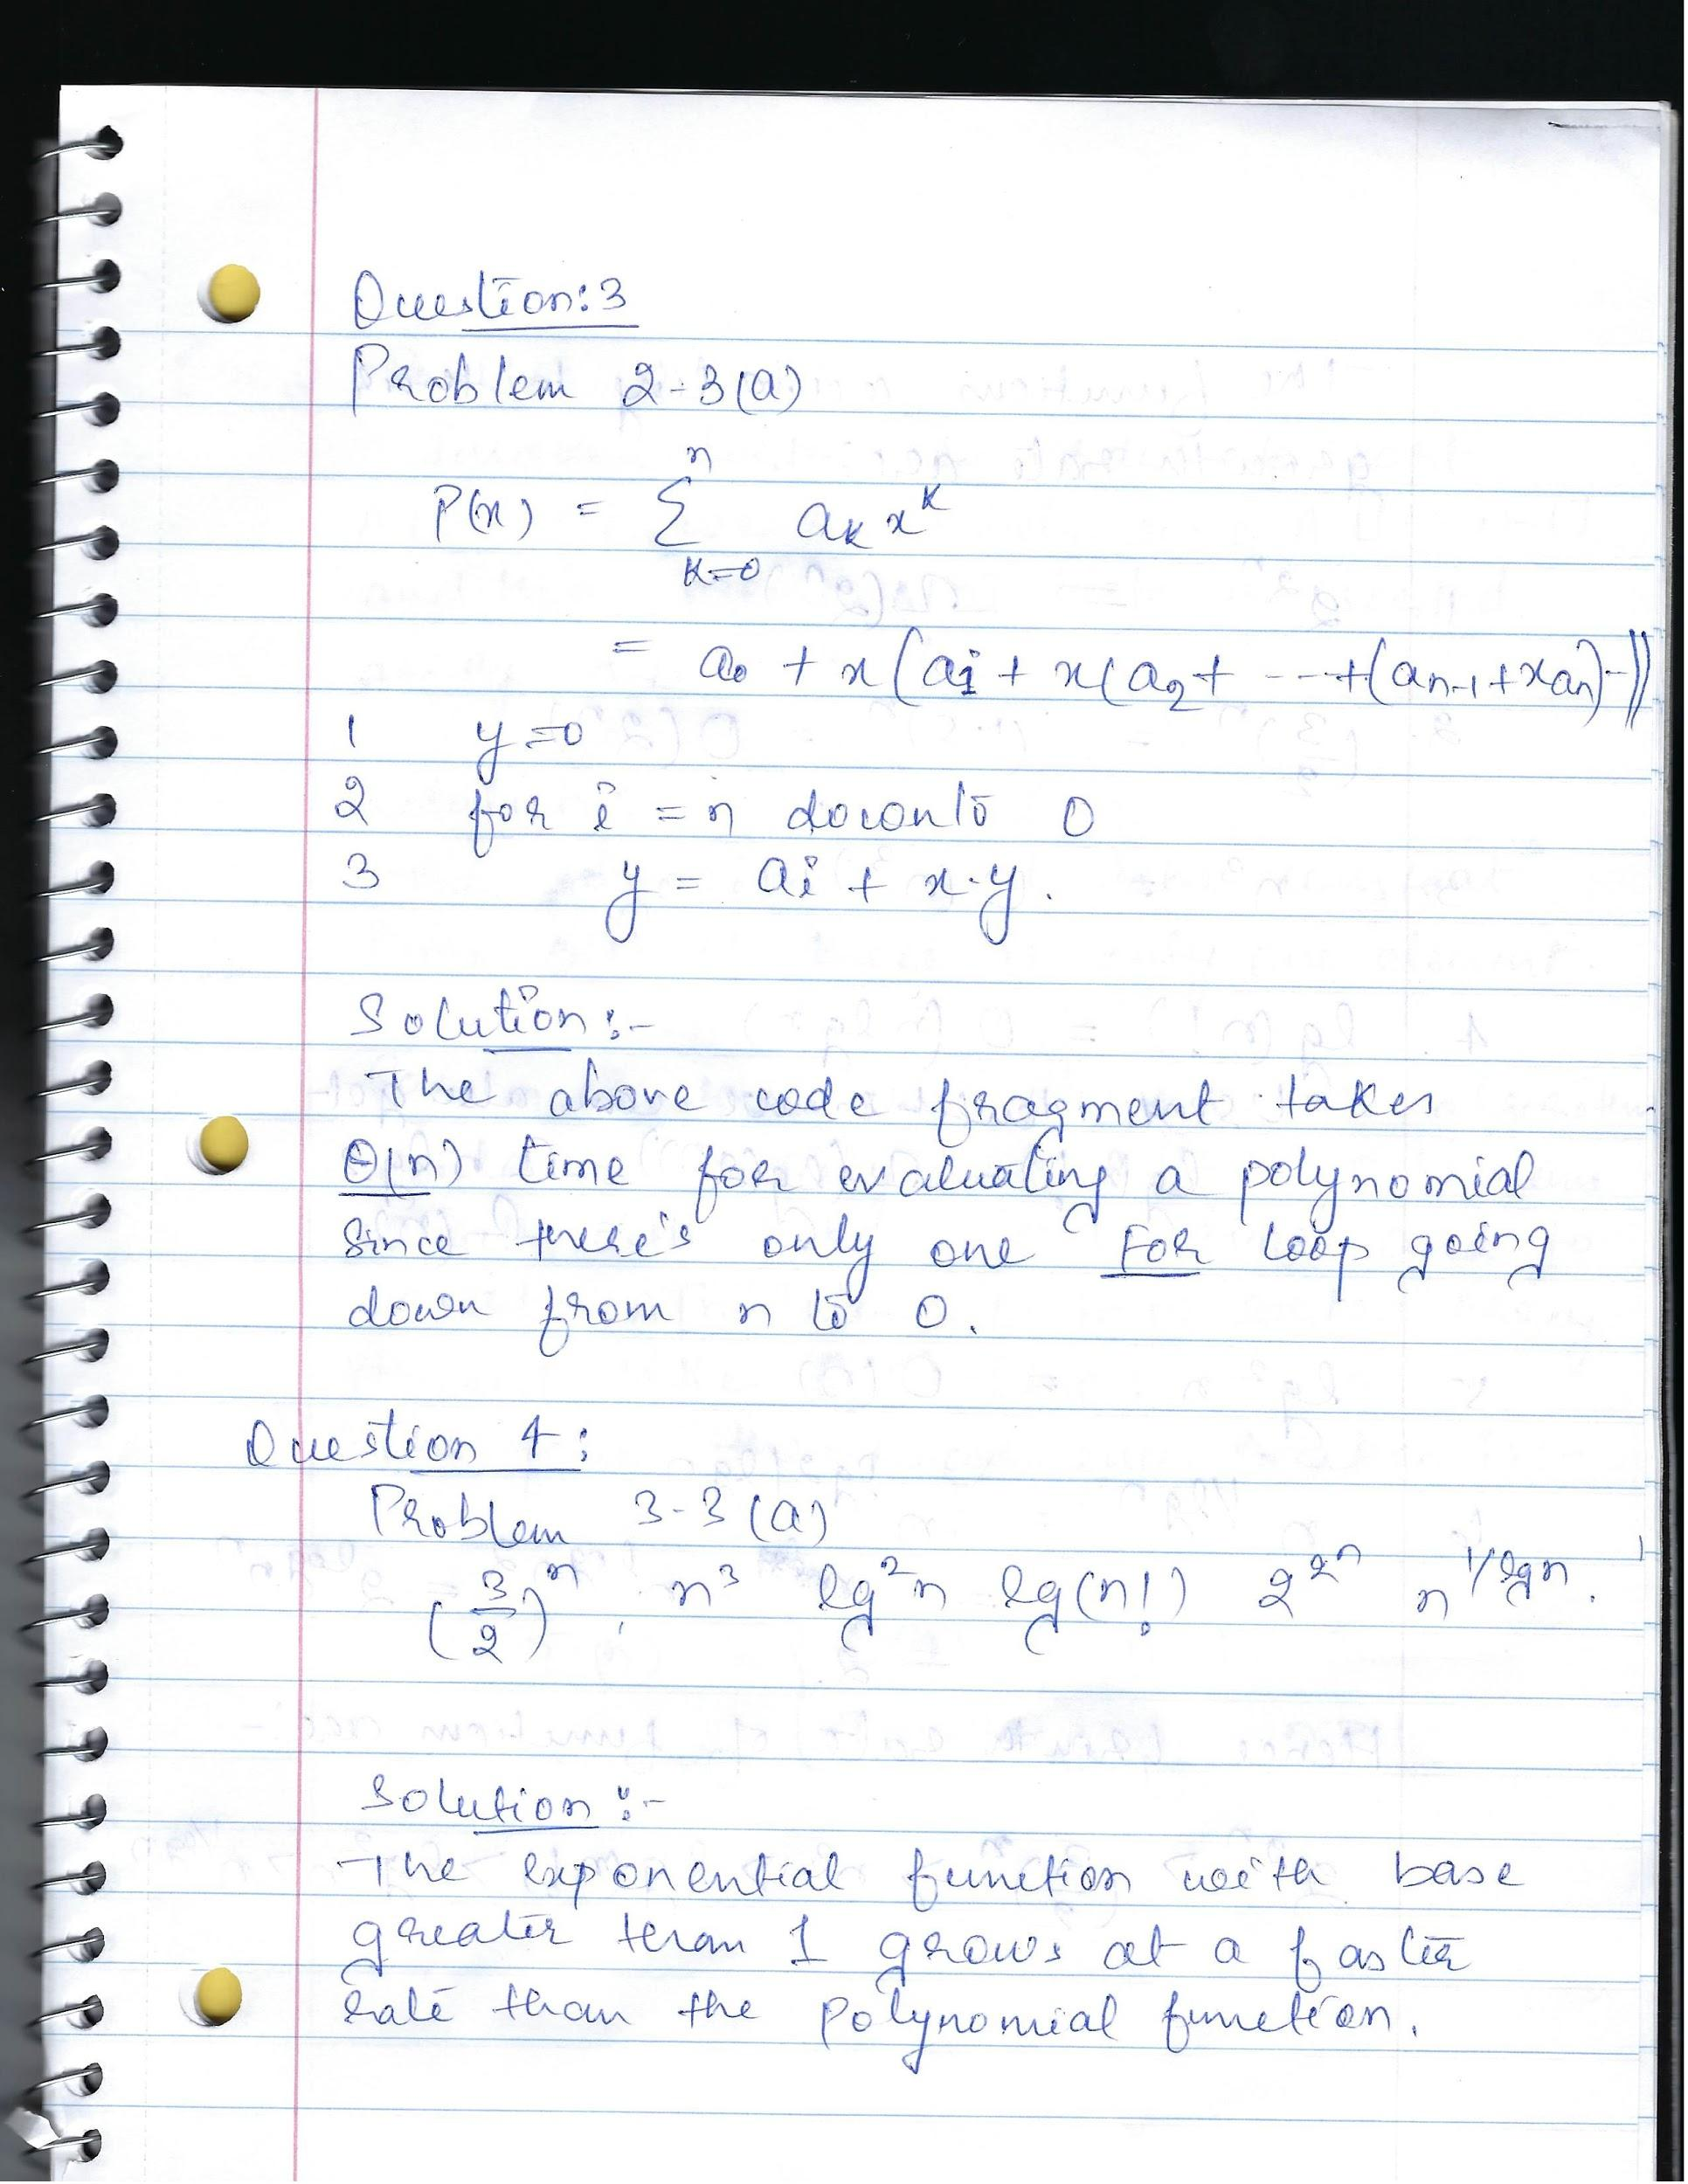 Question:3
Problem 2-3(a)
P(x) = Σ_{k=0}^{n} a_k x^k
= a₀ + x(a₁ + x(a₂ + ---+(a_{n-1} + xa_n)--))
1 y=0
2 for i = n downto 0
3 y = ai + x.y.
Solution:-
The above code fragment takes
Θ(n) time for evaluating a polynomial
since there's only one FOR loop going
down from n to 0.
Question 4:
Problem 3-3(a)
(3/2)^n, n³ lg²n lg(n!) 2^{2^n} n^{1/lgn}.
Solution:-
The exponential function with base
greater than 1 grows at a faster
rate than the polynomial function.